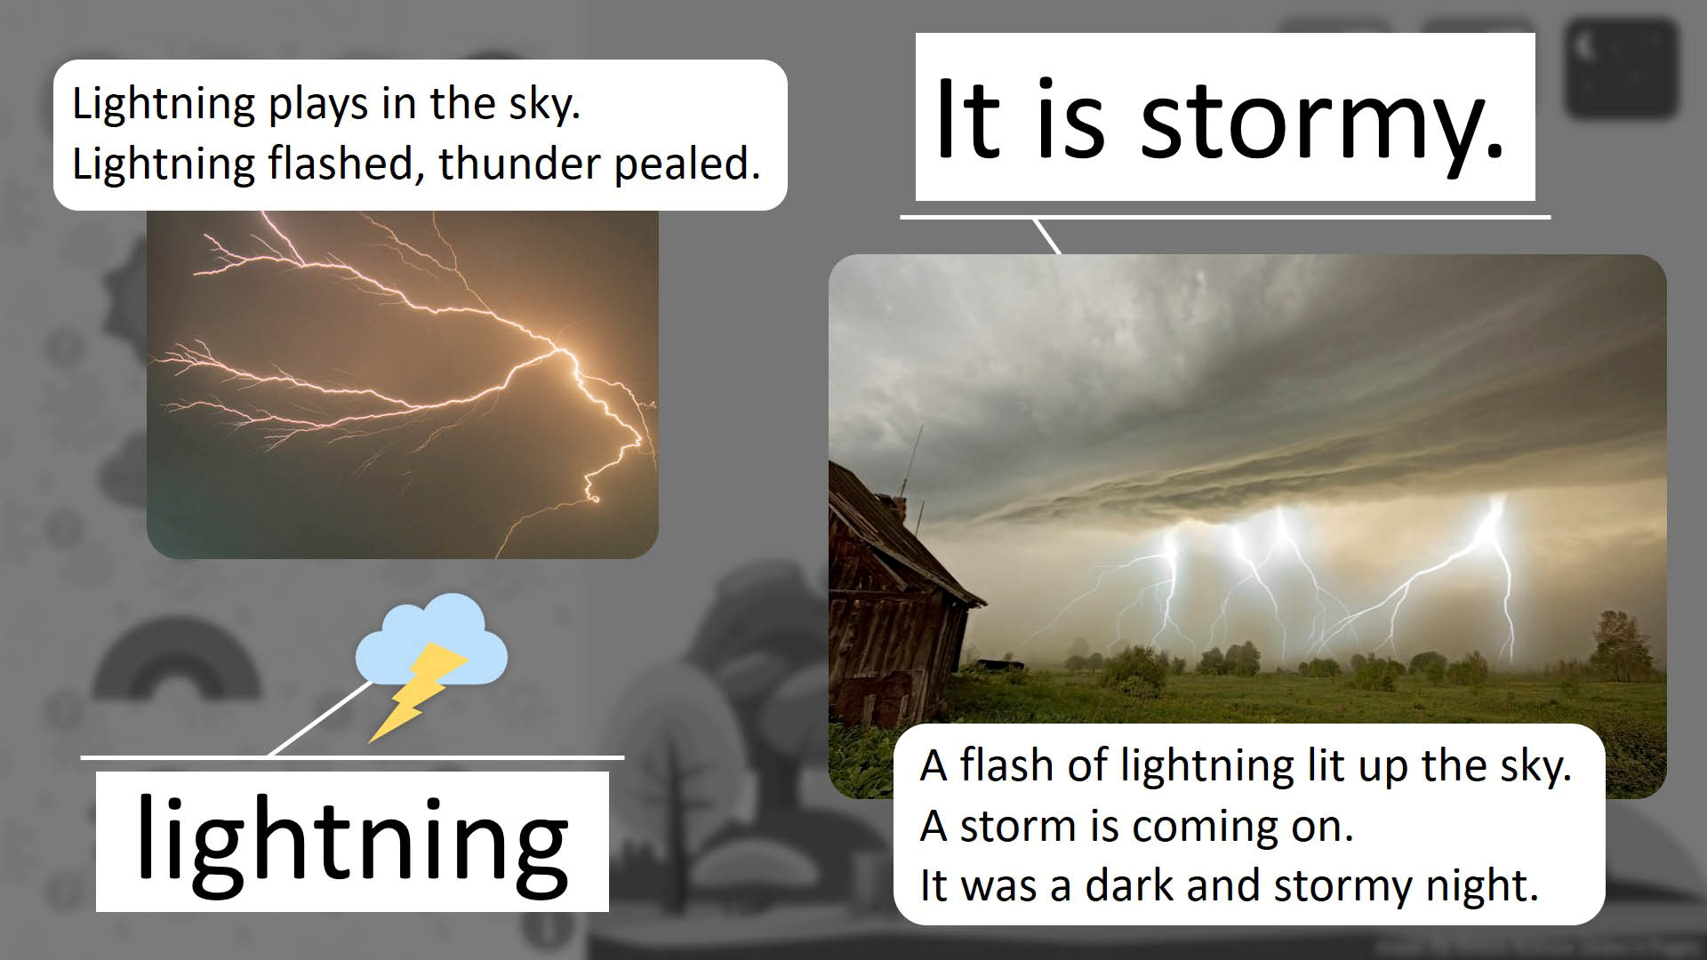 Lightning plays in the sky.
Lightning flashed, thunder pealed.
It is stormy.
lightning
A flash of lightning lit up the sky.
A storm is coming on.
It was a dark and stormy night.